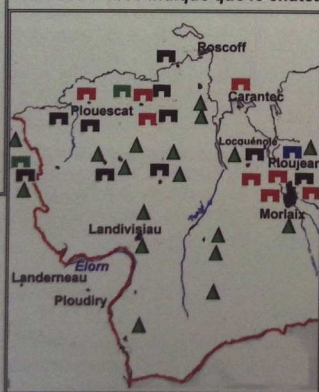 Roscoff
Carantec
Plouescat
Locquénolé
Ploujean
Morlaix
Landivisiau
Elorn
Landerneau
Ploudiry